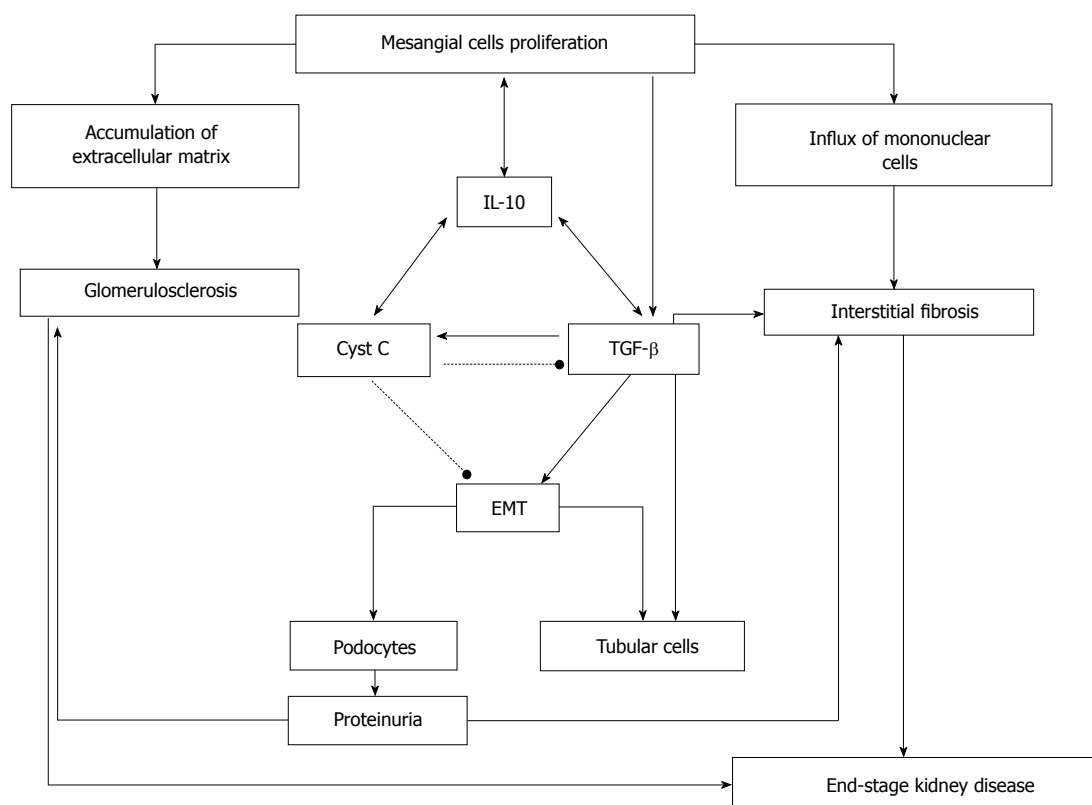 Mesangial cells proliferation
Accumulation of
extracellular matrix
Influx of mononuclear
cells
IL-10
Glomerulosclerosis
Interstitial fibrosis
Cyst C
TGF-β
EMT
Podocytes
Tubular cells
Proteinuria
End-stage kidney disease